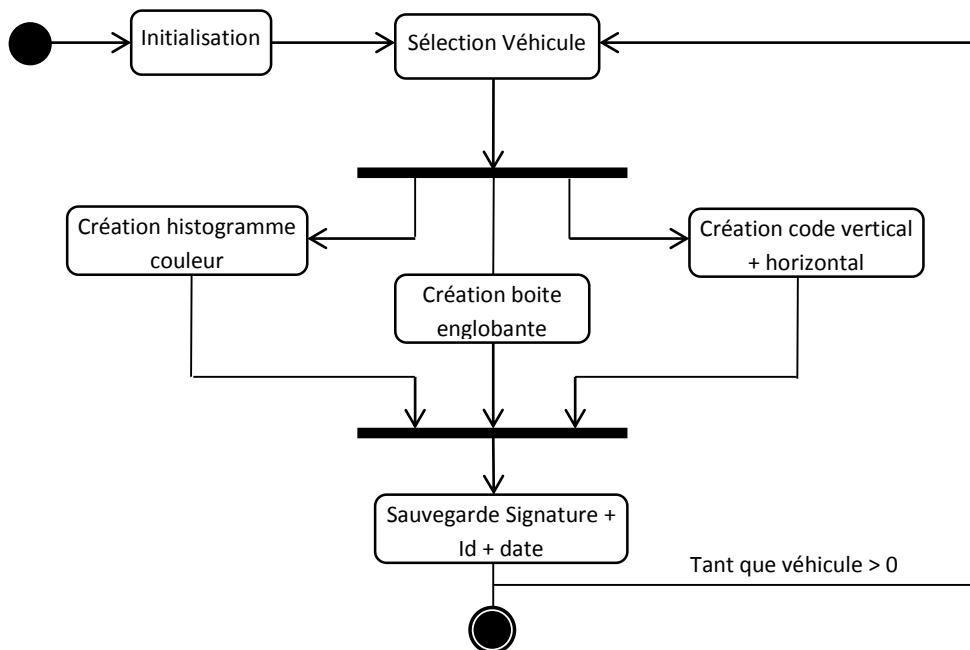 Initialisation
Sélection Véhicule
Création histogramme
couleur
Création code vertical
+ horizontal
Création boite
englobante
Sauvegarde Signature +
Id + date
Tant que véhicule > 0